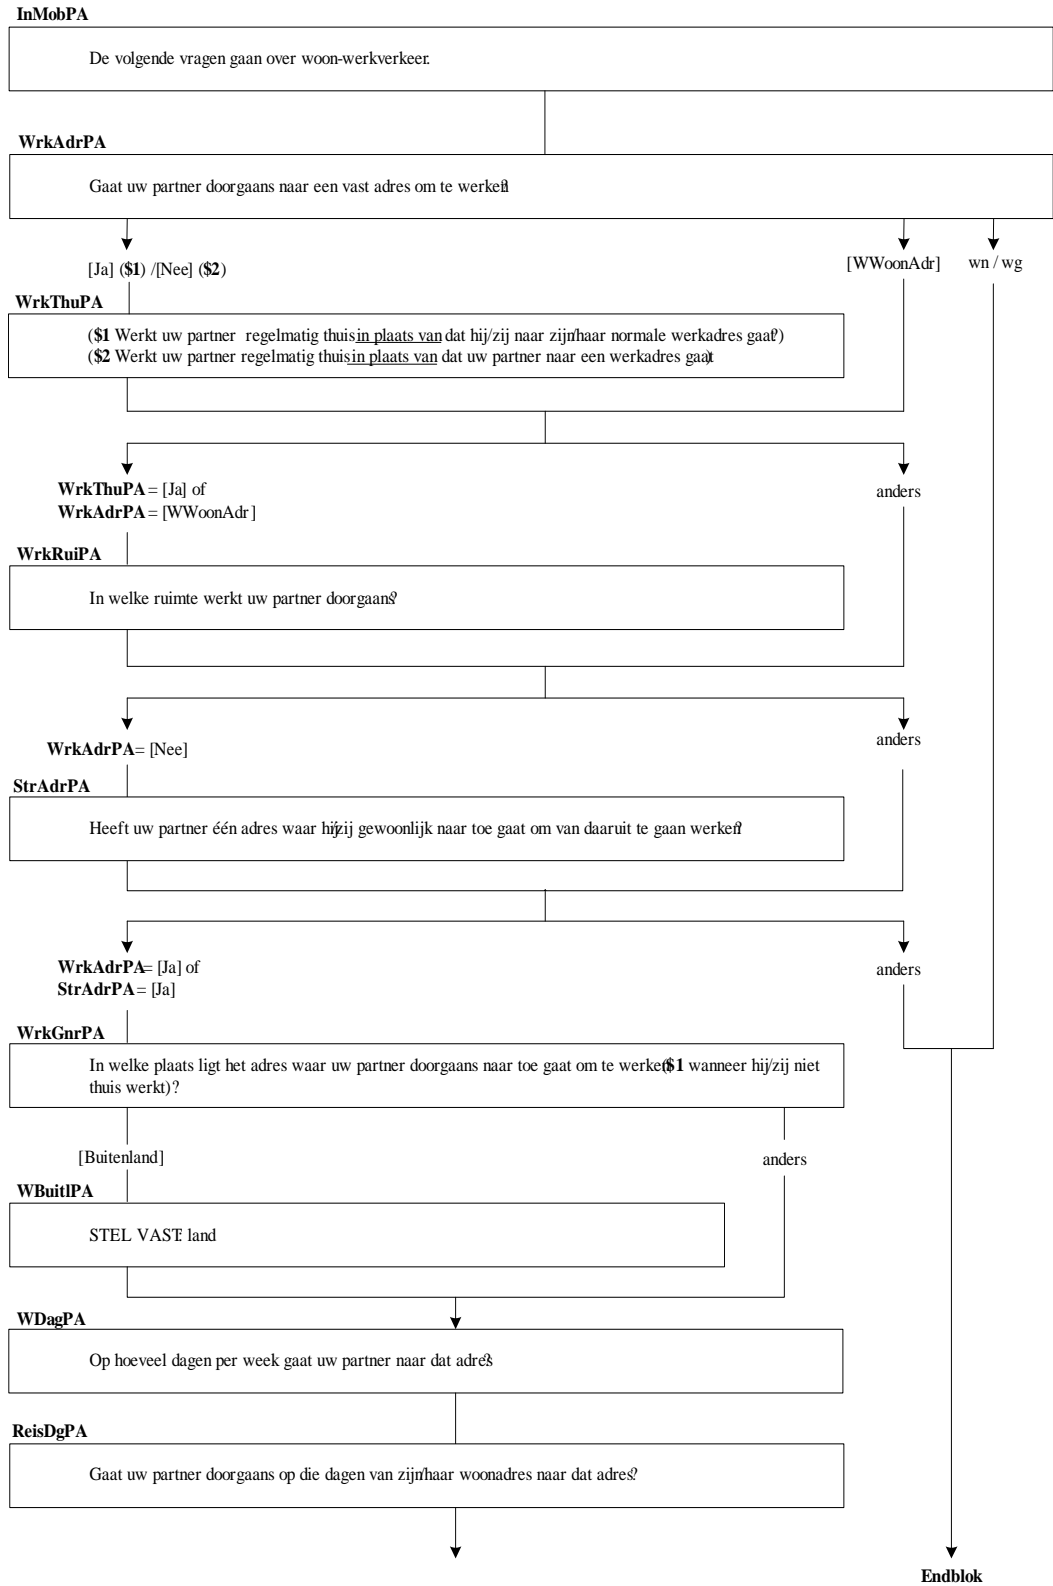 InMobPA
De volgende vragen gaan over woon-werkverkeer.
WrkAdrPA
Gaat uw partner doorgaans naar een vast adres om te werken?
[Ja] ($1) /[Nee] ($2)
[WWoonAdr]
wn / wg
WrkThuPA
($1 Werkt uw partner regelmatig thuis in plaats van dat hij/zij naar zijn/haar normale werkadres gaat?)
($2 Werkt uw partner regelmatig thuis in plaats van dat uw partner naar een werkadres gaat)
WrkThuPA = [Ja] of
WrkAdrPA = [WWoonAdr]
anders
WrkRuiPA
In welke ruimte werkt uw partner doorgaans?
WrkAdrPA = [Nee]
anders
StrAdrPA
Heeft uw partner één adres waar hij/zij gewoonlijk naar toe gaat om van daaruit te gaan werken?
WrkAdrPA = [Ja] of
StrAdrPA = [Ja]
anders
WrkGnrPA
In welke plaats ligt het adres waar uw partner doorgaans naar toe gaat om te werken($1 wanneer hij/zij niet
thuis werkt)?
[Buitenland]
anders
WBuitlPA
STEL VAST: land
WDagPA
Op hoeveel dagen per week gaat uw partner naar dat adres?
ReisDgPA
Gaat uw partner doorgaans op die dagen van zijn/haar woonadres naar dat adres?
Endblok